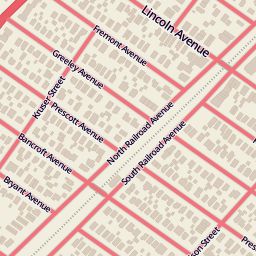 Lincoln Avenue
Fremont Avenue
Greeley Avenue
Kruser Street
Prescott Avenue
North Railroad Avenue
South Railroad Avenue
Bancroft Avenue
Bryant Avenue
Street